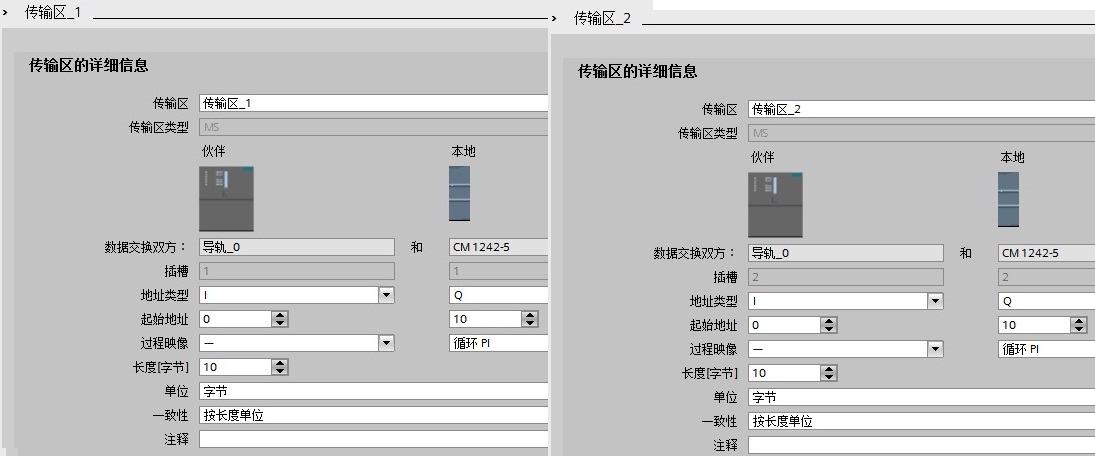 传输区_1
传输区的详细信息
传输区 传输区_1
传输区类型 MS
伙伴 本地
数据交换双方： 导轨_0 和 CM 1242-5
插槽 1 1
地址类型 I Q
起始地址 0 10
过程映像 — 循环 PI
长度[字节] 10
单位 字节
一致性 按长度单位
注释
传输区_2
传输区的详细信息
传输区 传输区_2
传输区类型 MS
伙伴 本地
数据交换双方： 导轨_0 和 CM 1242-5
插槽 2 2
地址类型 I Q
起始地址 0 10
过程映像 — 循环 PI
长度[字节] 10
单位 字节
一致性 按长度单位
注释